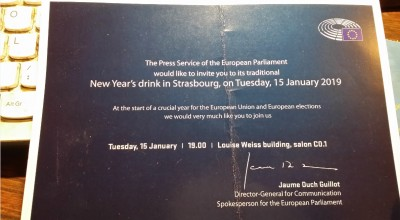 The Press Service of the European Parliament
would like to invite you to its traditional
New Year's drink in Strasbourg, on Tuesday, 15 January 2019
At the start of a crucial year for the European Union and European elections
we would very much like you to join us
Tuesday, 15 January | 19.00 | Louise Weiss building, salon C0.1
Jaume Duch Guillot
Director-General for Communication
Spokesperson for the European Parliament
O
L
Alt Gr